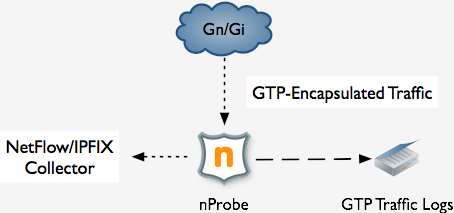 Gn/Gi
GTP-Encapsulated Traffic
NetFlow/IPFIX
Collector
n
nProbe
GTP Traffic Logs